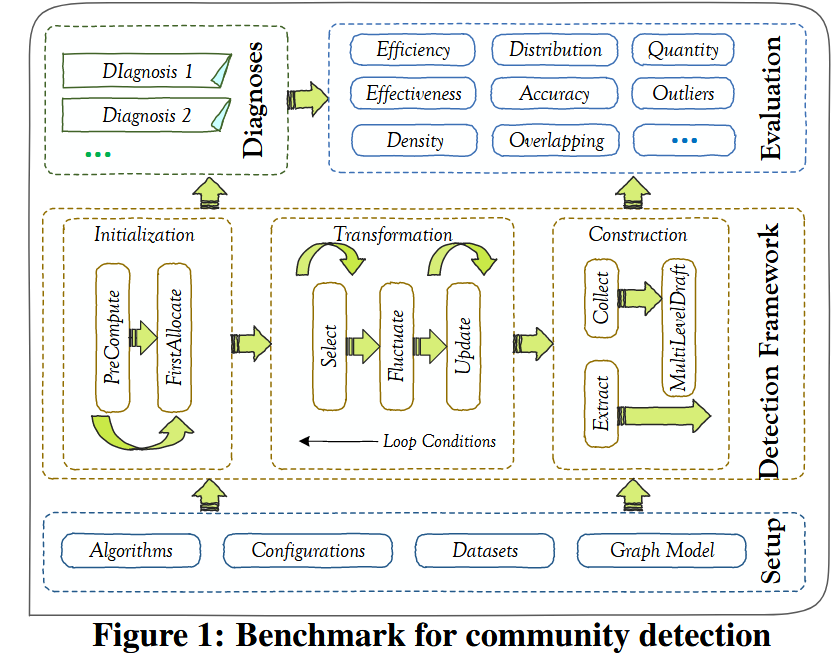 DIagnosis 1
Diagnosis 2
...
Diagnoses
Efficiency
Distribution
Quantity
Effectiveness
Accuracy
Outliers
Density
Overlapping
...
Evaluation
Initialization
PreCompute
FirstAllocate
Transformation
Select
Fluctuate
Update
Loop Conditions
Construction
Collect
Extract
MultiLevelDraft
Detection Framework
Algorithms
Configurations
Datasets
Graph Model
Setup
Figure 1: Benchmark for community detection